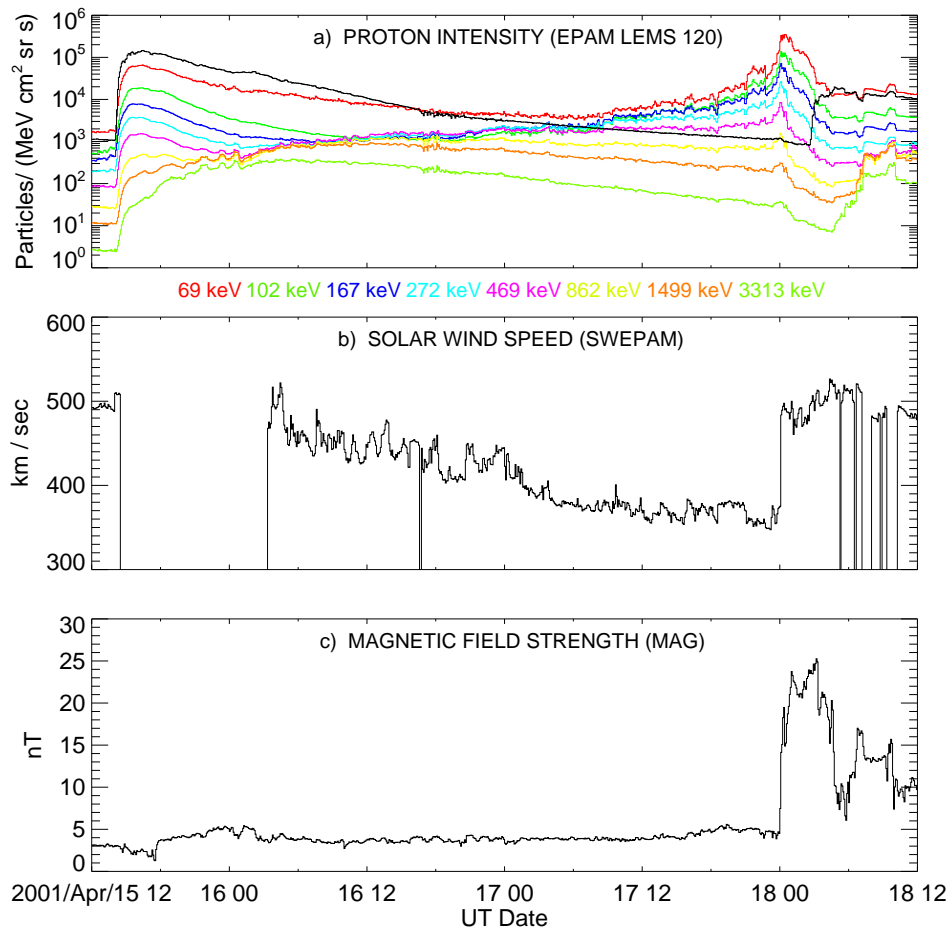 a) PROTON INTENSITY (EPAM LEMS 120)
Particles/ (MeV cm² sr s)
10⁶
10⁵
10⁴
10³
10²
10¹
10⁰
69 keV 102 keV 167 keV 272 keV 469 keV 862 keV 1499 keV 3313 keV
b) SOLAR WIND SPEED (SWEPAM)
km / sec
600
500
400
300
c) MAGNETIC FIELD STRENGTH (MAG)
nT
30
25
20
15
10
5
0
2001/Apr/15 12 16 00 16 12 17 00 17 12 18 00 18 12
UT Date